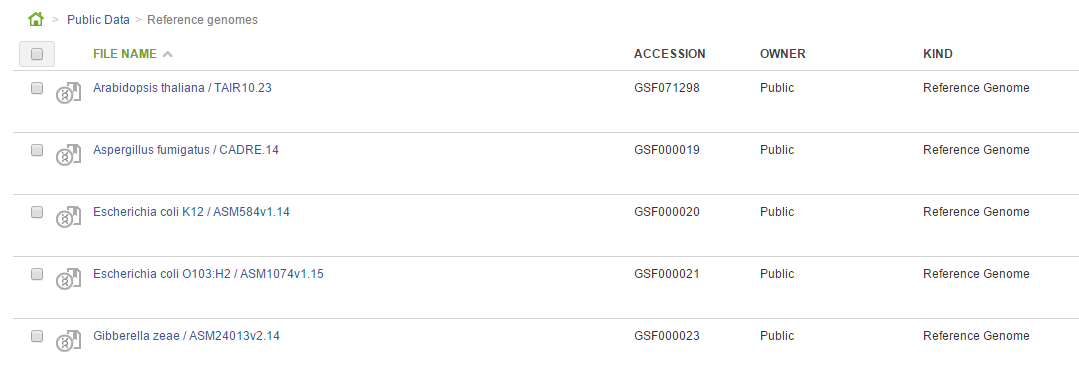 > Public Data > Reference genomes
FILE NAME ACCESSION OWNER KIND
Arabidopsis thaliana / TAIR10.23 GSF071298 Public Reference Genome
Aspergillus fumigatus / CADRE.14 GSF000019 Public Reference Genome
Escherichia coli K12 / ASM584v1.14 GSF000020 Public Reference Genome
Escherichia coli O103:H2 / ASM1074v1.15 GSF000021 Public Reference Genome
Gibberella zeae / ASM24013v2.14 GSF000023 Public Reference Genome